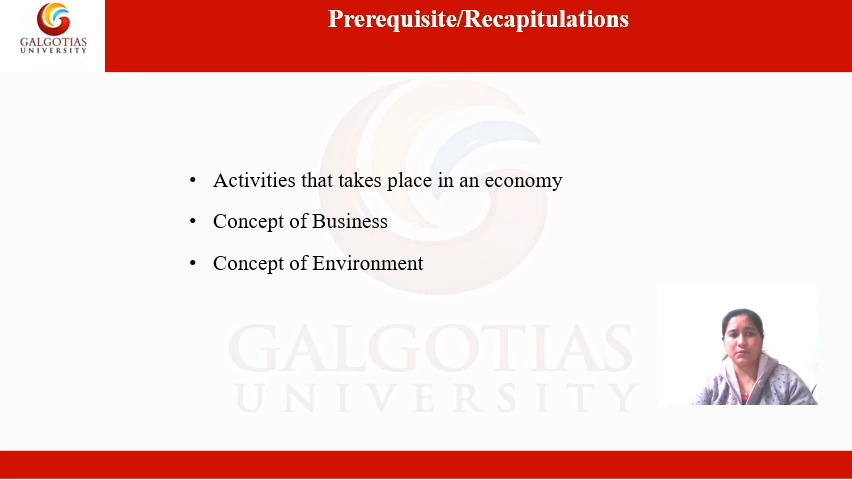 Prerequisite/Recapitulations
GALGOTIAS
UNIVERSITY
• Activities that takes place in an economy
• Concept of Business
• Concept of Environment
GALGOTIAS
UNIVERSITY